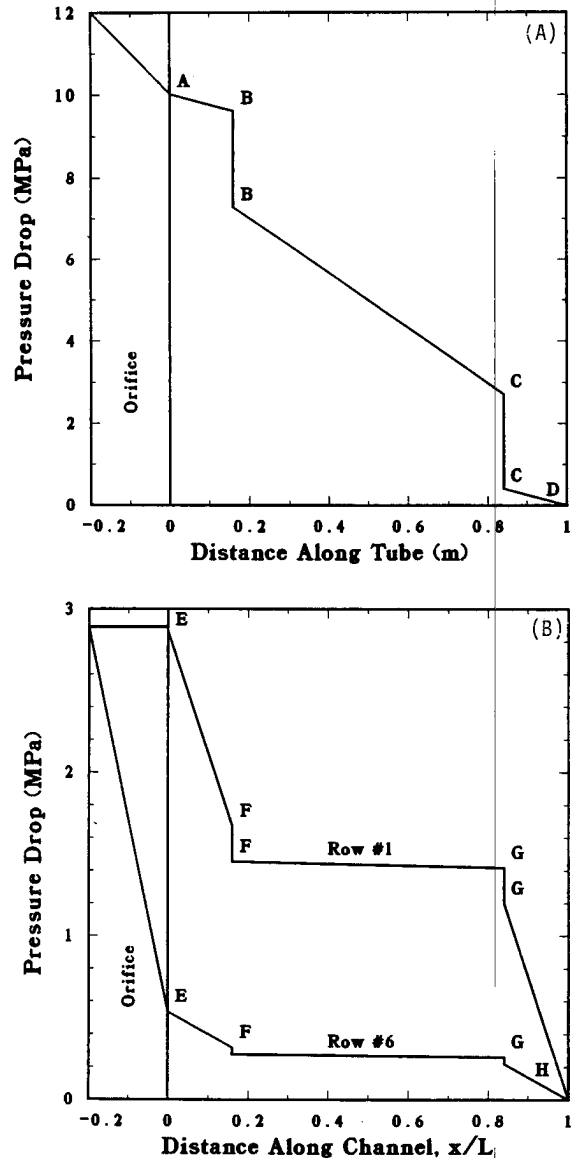 12
10
8
6
4
2
0
Pressure Drop (MPa)
(A)
A
B
B
C
C
D
Orifice
-0.2 0 0.2 0.4 0.6 0.8 1
Distance Along Tube (m)
3
2
1
0
Pressure Drop (MPa)
(B)
E
F
F
Row #1
G
G
Orifice
E
F
Row #6
G
H
-0.2 0 0.2 0.4 0.6 0.8 1
Distance Along Channel, x/L